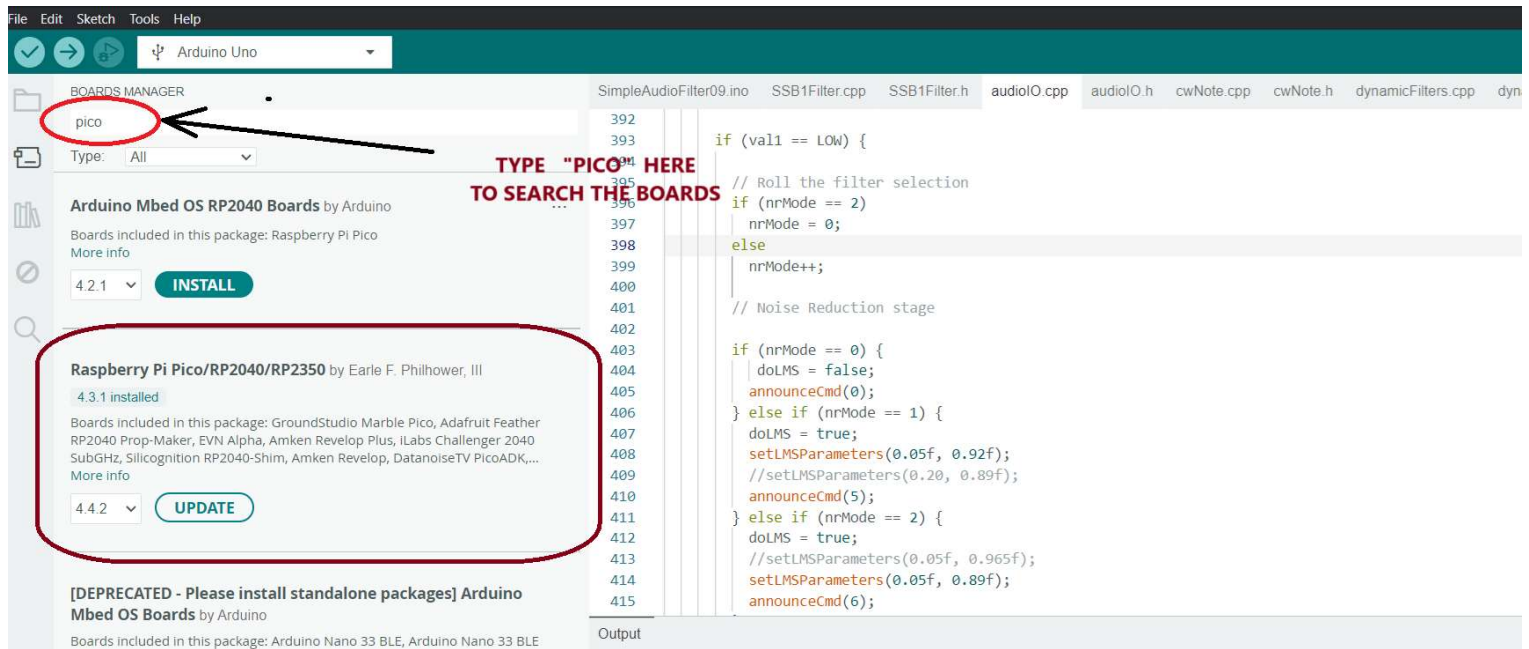 File Edit Sketch Tools Help
Arduino Uno
BOARDS MANAGER
pico
Type: All
Arduino Mbed OS RP2040 Boards by Arduino
...
Boards included in this package: Raspberry Pi Pico
More info
4.2.1 INSTALL
Raspberry Pi Pico/RP2040/RP2350 by Earle F. Philhower, III
4.3.1 installed
Boards included in this package: GroundStudio Marble Pico, Adafruit Feather
RP2040 Prop-Maker, EVN Alpha, Amken Revelop Plus, iLabs Challenger 2040
SubGHz, Silicognition RP2040-Shim, Amken Revelop, DatanoiseTV PicoADK,...
More info
4.4.2 UPDATE
[DEPRECATED - Please install standalone packages] Arduino
Mbed OS Boards by Arduino
Boards included in this package: Arduino Nano 33 BLE, Arduino Nano 33 BLE
TYPE "PICO" HERE
TO SEARCH THE BOARDS
SimpleAudioFilter09.ino SSB1Filter.cpp SSB1Filter.h audioIO.cpp audioIO.h cwNote.cpp cwNote.h dynamicFilters.cpp dyn
392
393 if (val1 == LOW) {
394
395 // Roll the filter selection
396 if (nrMode == 2)
397 nrMode = 0;
398 else
399 nrMode++;
400
401 // Noise Reduction stage
402
403 if (nrMode == 0) {
404 doLMS = false;
405 announceCmd(0);
406 } else if (nrMode == 1) {
407 doLMS = true;
408 setLMSParameters(0.05f, 0.92f);
409 //setLMSParameters(0.20, 0.89f);
410 announceCmd(5);
411 } else if (nrMode == 2) {
412 doLMS = true;
413 //setLMSParameters(0.05f, 0.965f);
414 setLMSParameters(0.05f, 0.89f);
415 announceCmd(6);
Output